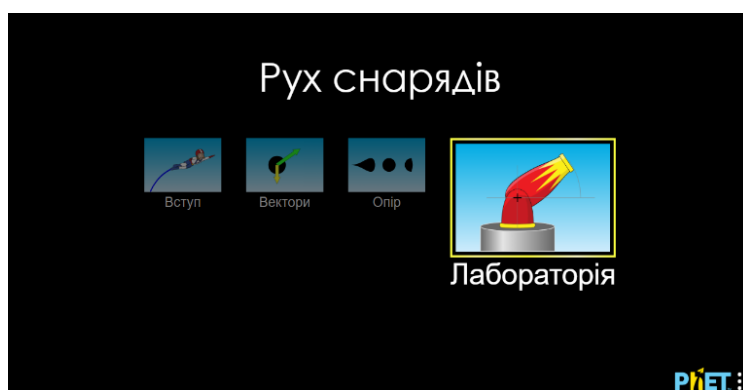 Рух снарядів
Вступ
Вектори
Опір
Лабораторія
PhET